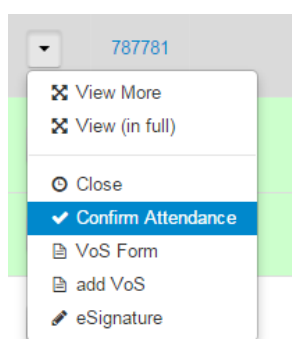 787781
View More
View (in full)
Close
Confirm Attendance
VoS Form
add VoS
eSignature